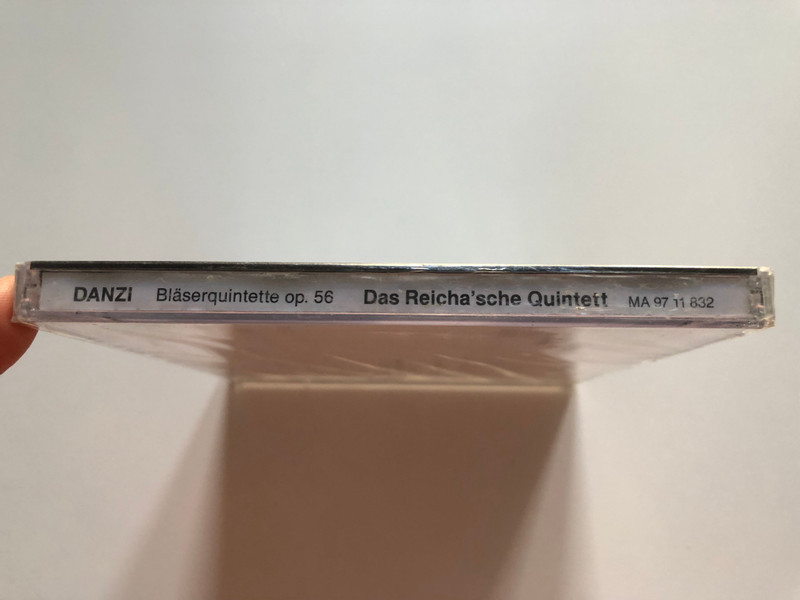 DANZI Bläserquintette op. 56 Das Reicha'sche Quintett MA 97 11 832